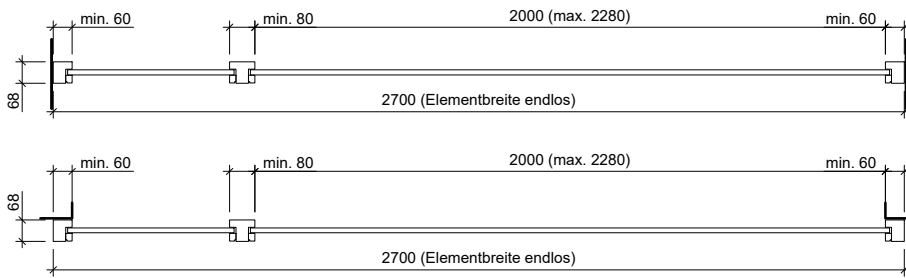 min. 60 min. 80 2000 (max. 2280) min. 60
68
2700 (Elementbreite endlos)
min. 60 min. 80 2000 (max. 2280) min. 60
68
2700 (Elementbreite endlos)